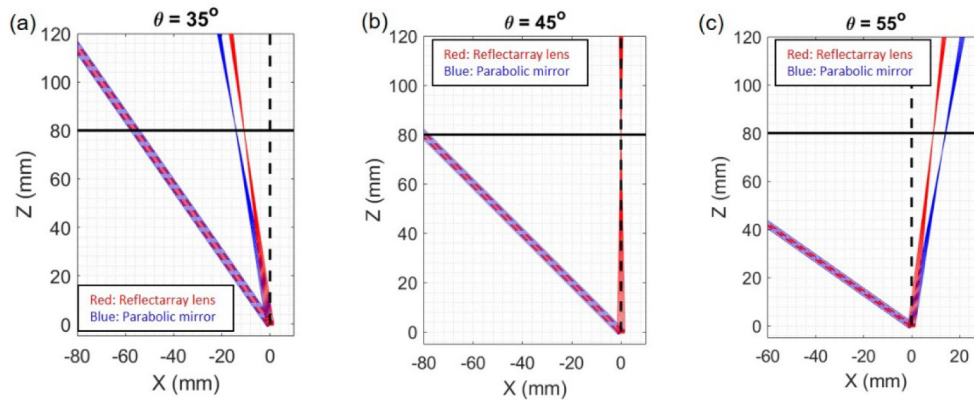 (a)
θ = 35°
120
100
80
60
40
20
0
Z (mm)
-80 -60 -40 -20 0
X (mm)
Red: Reflectarray lens
Blue: Parabolic mirror
(b)
θ = 45°
120
100
80
60
40
20
0
Z (mm)
-80 -60 -40 -20 0
X (mm)
Red: Reflectarray lens
Blue: Parabolic mirror
(c)
θ = 55°
120
100
80
60
40
20
0
Z (mm)
-60 -40 -20 0 20
X (mm)
Red: Reflectarray lens
Blue: Parabolic mirror